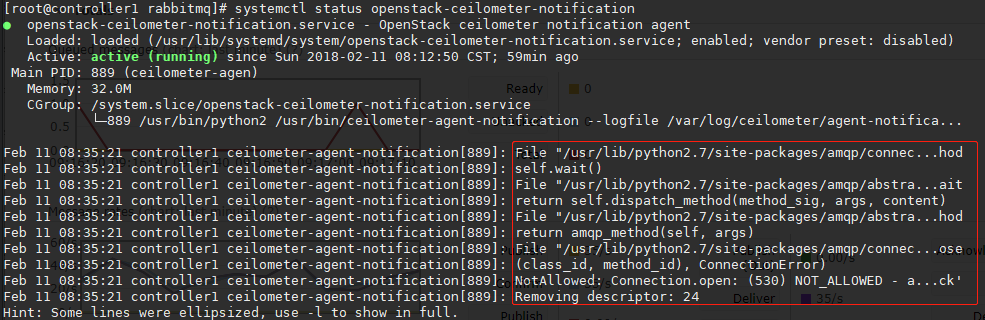 [root@controller1 rabbitmq]# systemctl status openstack-ceilometer-notification
● openstack-ceilometer-notification.service - OpenStack ceilometer notification agent
Loaded: loaded (/usr/lib/systemd/system/openstack-ceilometer-notification.service; enabled; vendor preset: disabled)
Active: active (running) since Sun 2018-02-11 08:12:50 CST; 59min ago
Main PID: 889 (ceilometer-agen)
Memory: 32.0M
CGroup: /system.slice/openstack-ceilometer-notification.service
└─889 /usr/bin/python2 /usr/bin/ceilometer-agent-notification --logfile /var/log/ceilometer/agent-notifica...
Feb 11 08:35:21 controller1 ceilometer-agent-notification[889]: File "/usr/lib/python2.7/site-packages/amqp/connec...hod
Feb 11 08:35:21 controller1 ceilometer-agent-notification[889]: self.wait()
Feb 11 08:35:21 controller1 ceilometer-agent-notification[889]: File "/usr/lib/python2.7/site-packages/amqp/abstra...ait
Feb 11 08:35:21 controller1 ceilometer-agent-notification[889]: return self.dispatch_method(method_sig, args, content)
Feb 11 08:35:21 controller1 ceilometer-agent-notification[889]: File "/usr/lib/python2.7/site-packages/amqp/abstra...hod
Feb 11 08:35:21 controller1 ceilometer-agent-notification[889]: return amqp_method(self, args)
Feb 11 08:35:21 controller1 ceilometer-agent-notification[889]: File "/usr/lib/python2.7/site-packages/amqp/connec...ose
Feb 11 08:35:21 controller1 ceilometer-agent-notification[889]: (class_id, method_id), ConnectionError)
Feb 11 08:35:21 controller1 ceilometer-agent-notification[889]: NotAllowed: Connection.open: (530) NOT_ALLOWED - a...ck'
Feb 11 08:35:21 controller1 ceilometer-agent-notification[889]: Removing descriptor: 24
Hint: Some lines were ellipsized, use -l to show in full.
Ready
0
0.5
Deliver
35/s
Publish